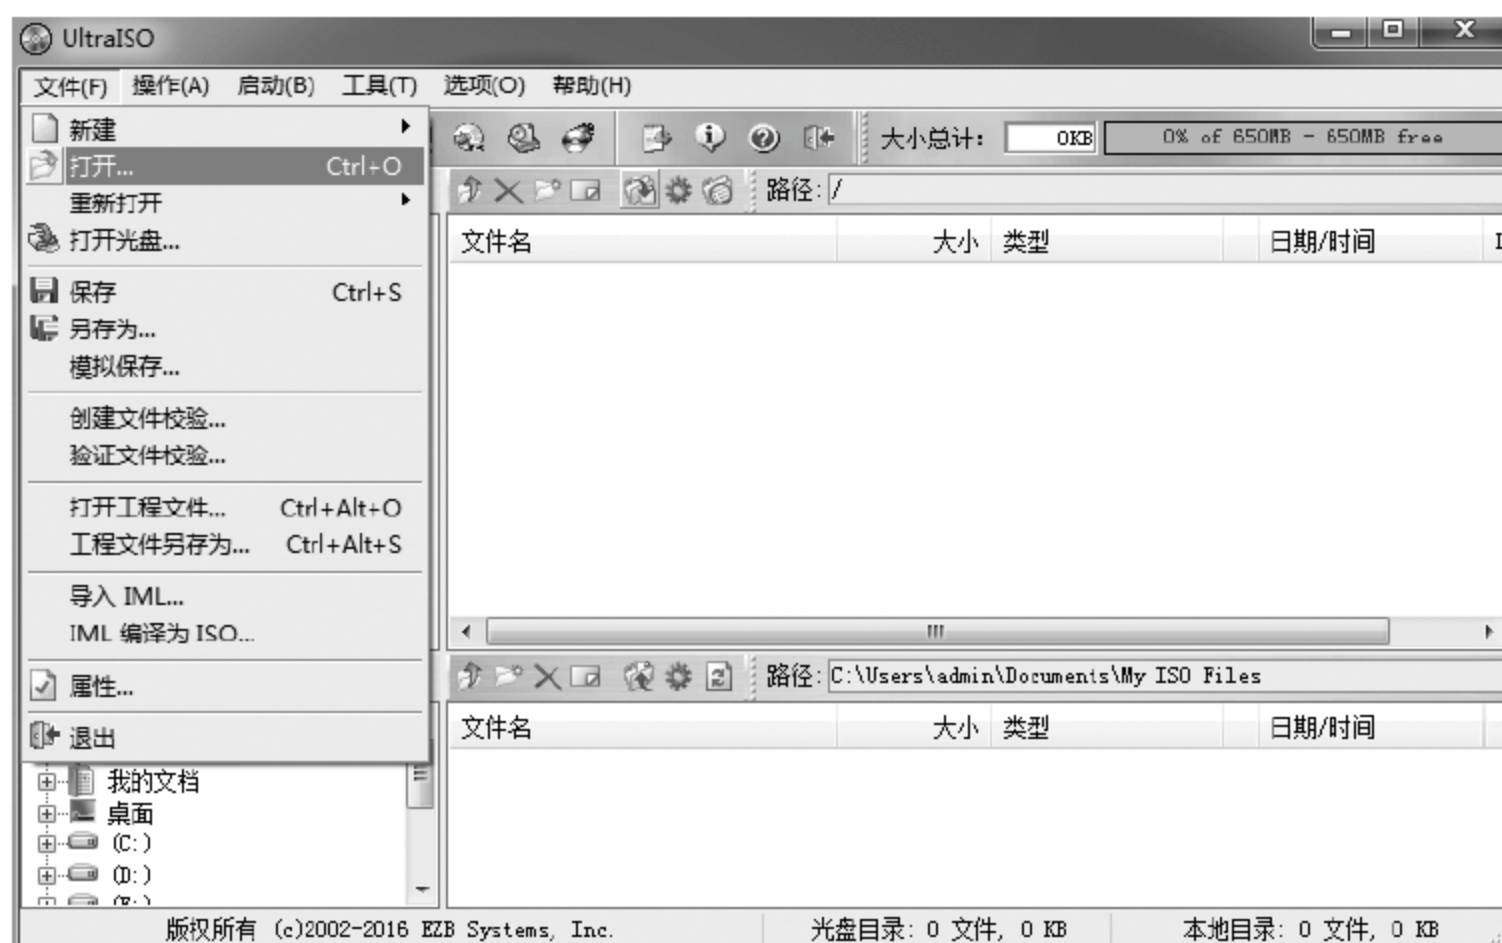 UltraISO
文件(F) 操作(A) 启动(B) 工具(T) 选项(O) 帮助(H)
新建
打开... Ctrl+O
重新打开
打开光盘...
保存 Ctrl+S
另存为...
模拟保存...
创建文件校验...
验证文件校验...
打开工程文件... Ctrl+Alt+O
工程文件另存为... Ctrl+Alt+S
导入 IML...
IML 编译为 ISO...
属性...
退出
大小总计: 0KB 0% of 650MB - 650MB free
路径: /
文件名 大小 类型 日期/时间
路径: C:\Users\admin\Documents\My ISO Files
文件名 大小 类型 日期/时间
我的文档
桌面
(C:)
(D:)
版权所有 (c)2002-2016 EZB Systems, Inc. 光盘目录: 0 文件, 0 KB 本地目录: 0 文件, 0 KB